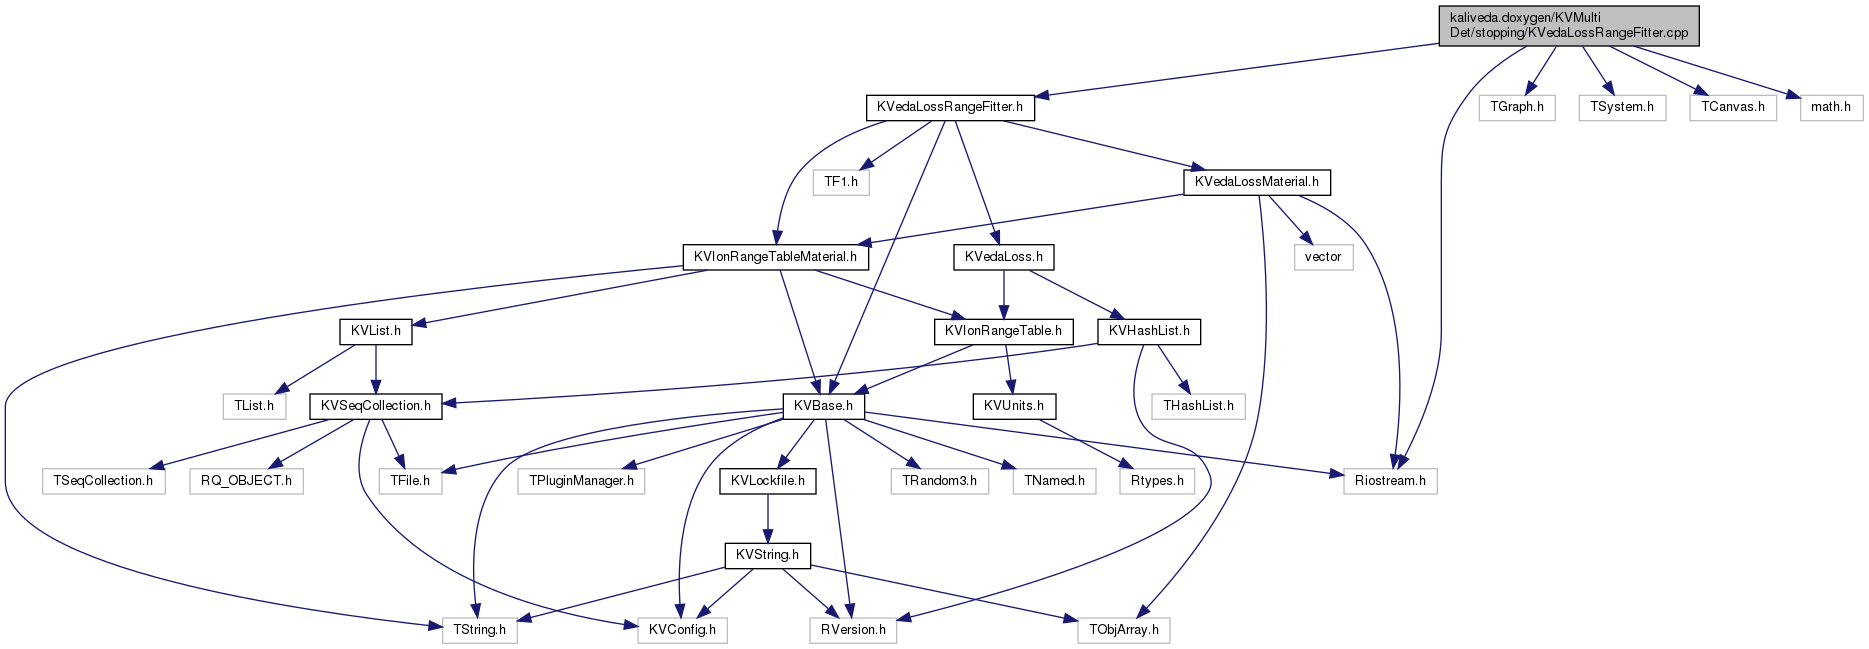 kaliveda.doxygen/KVMulti
Det/stopping/KVedaLossRangeFitter.cpp
KVedaLossRangeFitter.h
TGraph.h
TSystem.h
TCanvas.h
math.h
TF1.h
KVedaLossMaterial.h
KVIonRangeTableMaterial.h
KVedaLoss.h
vector
KVList.h
KVIonRangeTable.h
KVHashList.h
TList.h
KVSeqCollection.h
KVBase.h
KVUnits.h
THashList.h
TSeqCollection.h
RQ_OBJECT.h
TFile.h
TPluginManager.h
KVLockfile.h
TRandom3.h
TNamed.h
Rtypes.h
Riostream.h
KVString.h
TString.h
KVConfig.h
RVersion.h
TObjArray.h